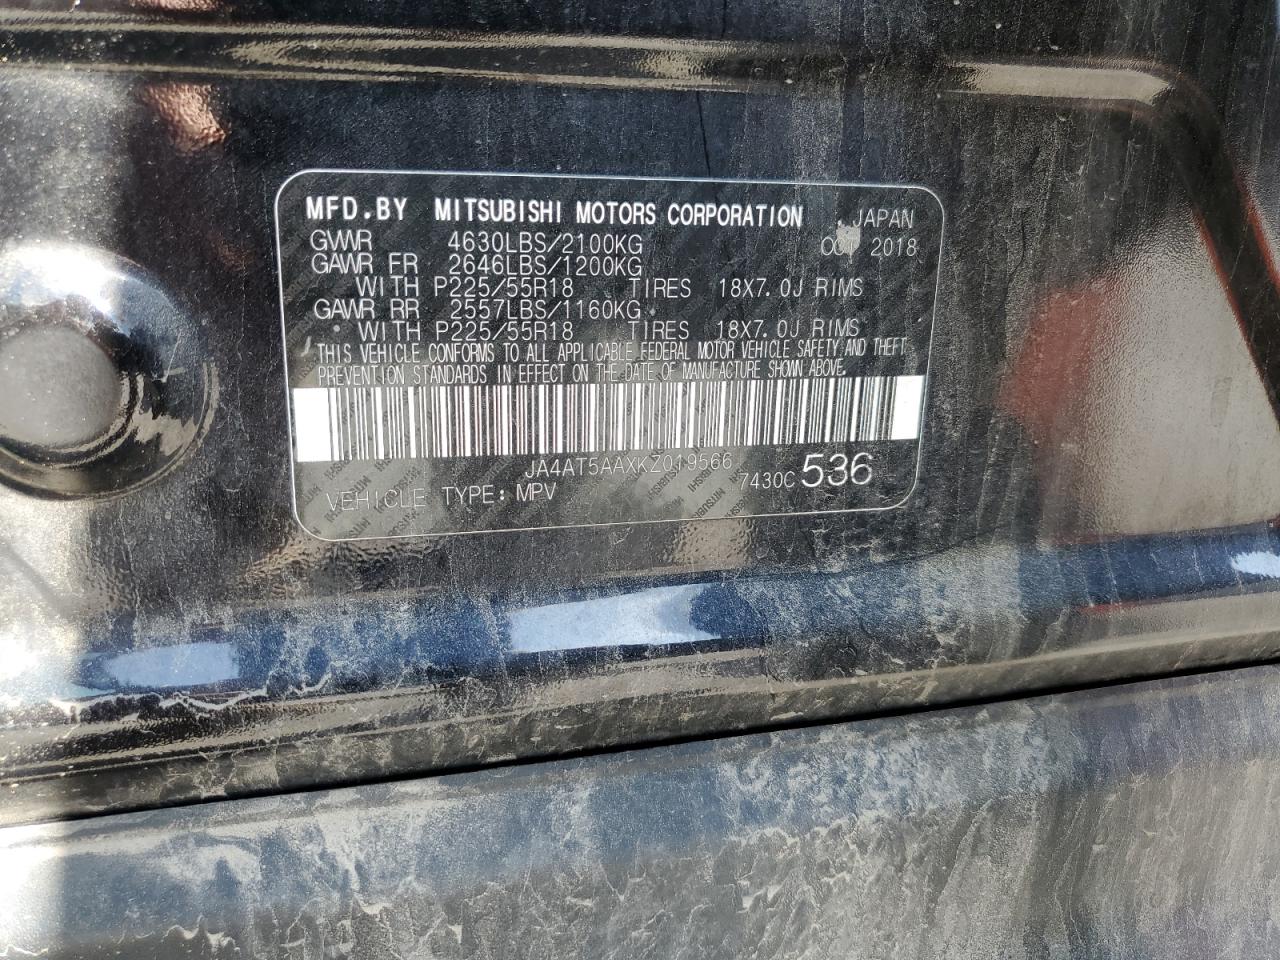 MFD.BY MITSUBISHI MOTORS CORPORATION JAPAN
GVWR 4630LBS/2100KG OCT 2018
GAWR FR 2646LBS/1200KG
WITH P225/55R18 TIRES 18X7.0J RIMS
GAWR RR 2557LBS/1160KG
WITH P225/55R18 TIRES 18X7.0J RIMS
THIS VEHICLE CONFORMS TO ALL APPLICABLE FEDERAL MOTOR VEHICLE SAFETY AND THEFT
PREVENTION STANDARDS IN EFFECT ON THE DATE OF MANUFACTURE SHOWN ABOVE.
JA4AT5AAXKZ019566
VEHICLE TYPE: MPV 7430C 536